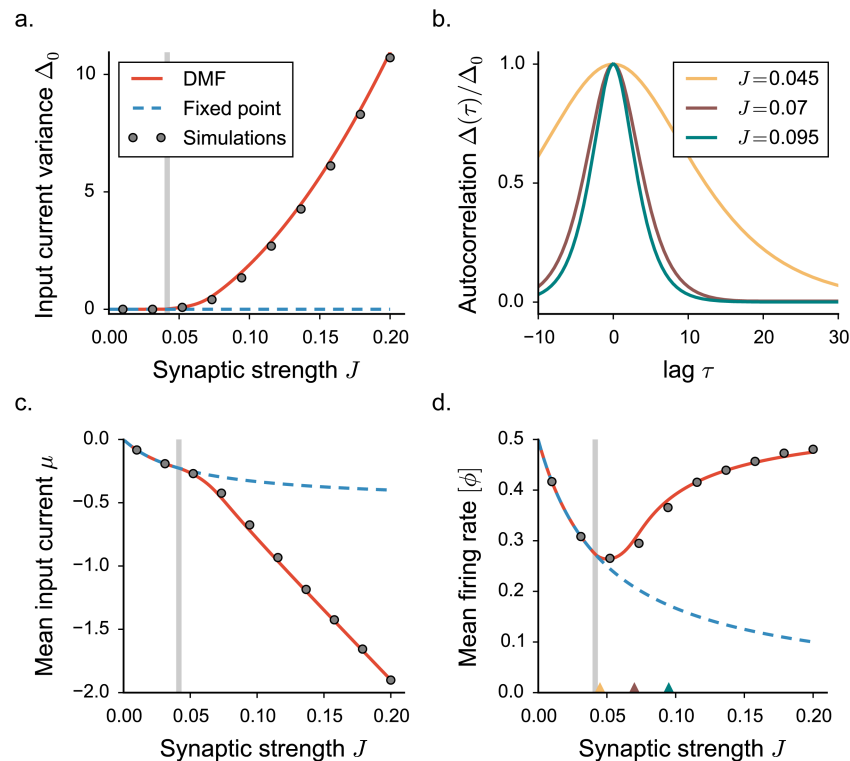 a.
Input current variance Δ₀
10
5
0
0.00 0.05 0.10 0.15 0.20
Synaptic strength J
DMF
Fixed point
Simulations
b.
Autocorrelation Δ(τ)/Δ₀
1.0
0.5
0.0
−10 0 10 20 30
lag τ
J=0.045
J=0.07
J=0.095
c.
Mean input current μ
0.0
−0.5
−1.0
−1.5
−2.0
0.00 0.05 0.10 0.15 0.20
Synaptic strength J
d.
Mean firing rate [ϕ]
0.5
0.4
0.3
0.2
0.1
0.0
0.00 0.05 0.10 0.15 0.20
Synaptic strength J